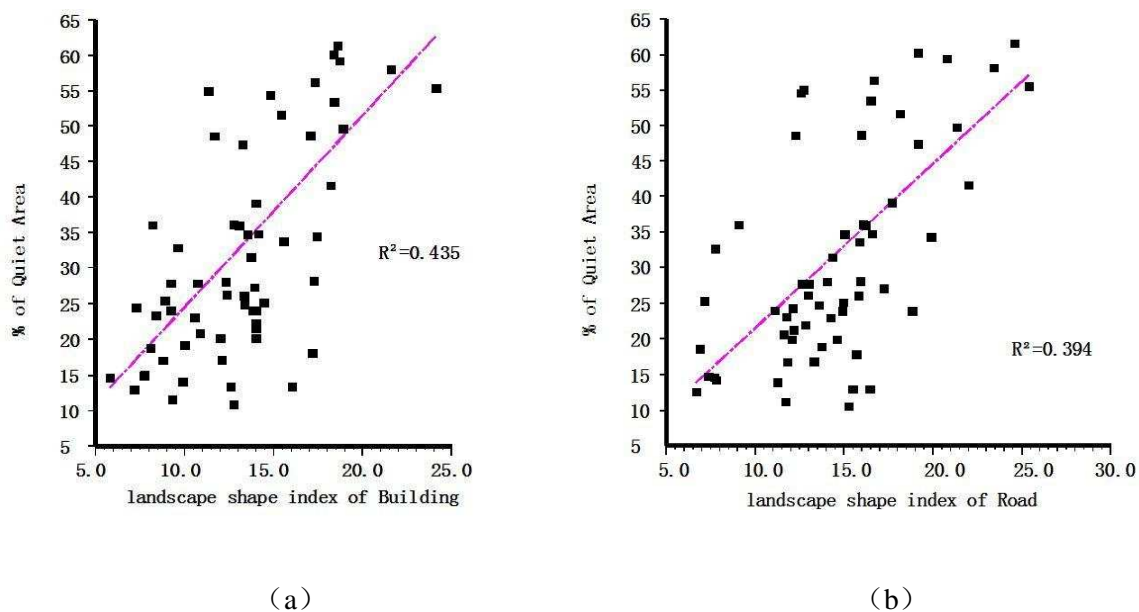 65
60
55
50
45
40
35
30
25
20
15
10
5
% of Quiet Area
R²=0.435
5.0 10.0 15.0 20.0 25.0
landscape shape index of Building
(a)
65
60
55
50
45
40
35
30
25
20
15
10
5
% of Quiet Area
R²=0.394
5.0 10.0 15.0 20.0 25.0 30.0
landscape shape index of Road
(b)